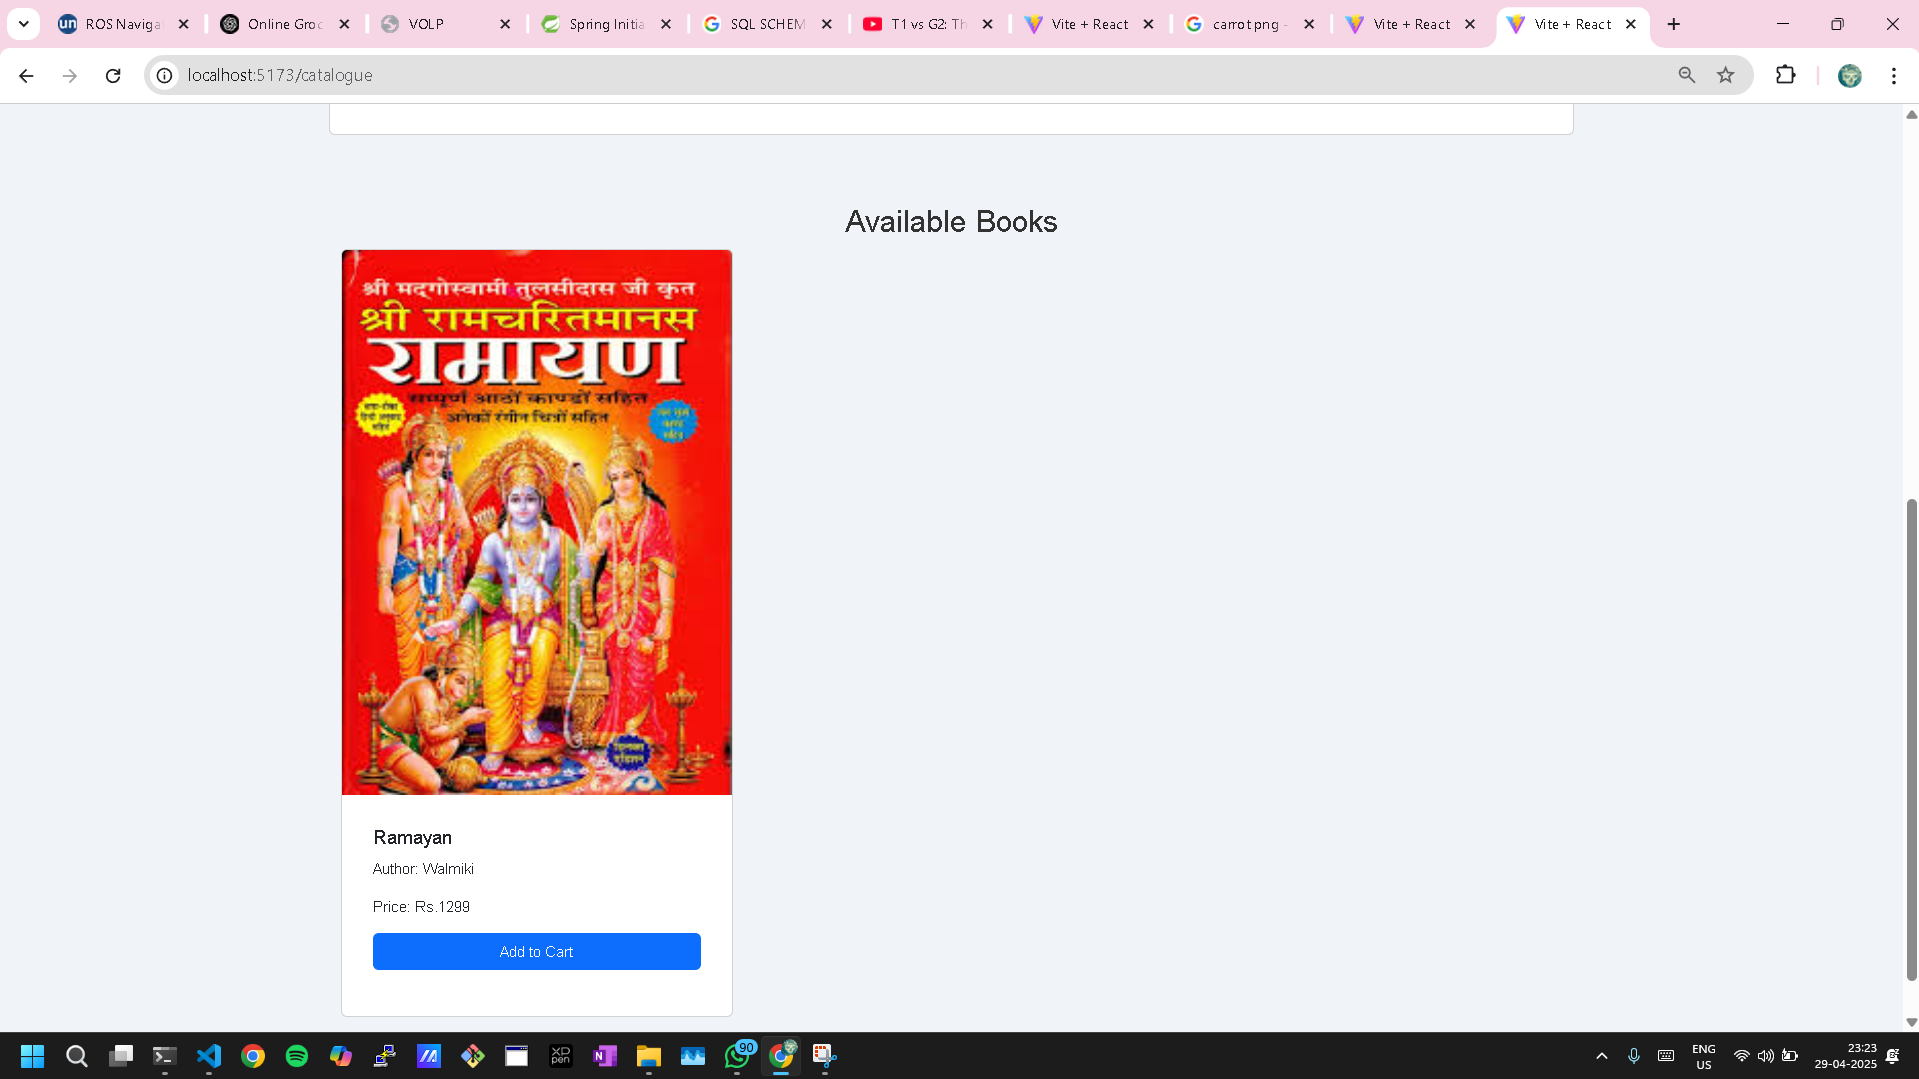 ROS Naviga
Online Groc
VOLP
Spring Initia
SQL SCHEM
T1 vs G2: Th
Vite + React
carrot png -
Vite + React
Vite + React
localhost:5173/catalogue
Available Books
श्री मद्गोस्वामी तुलसीदास जी कृत
श्री रामचरितमानस
रामायण
सम्पूर्ण आठों काण्डों सहित
अनेकों रंगीन चित्रों सहित
Ramayan
Author: Walmiki
Price: Rs.1299
Add to Cart
90
ENG
US
23:23
29-04-2025